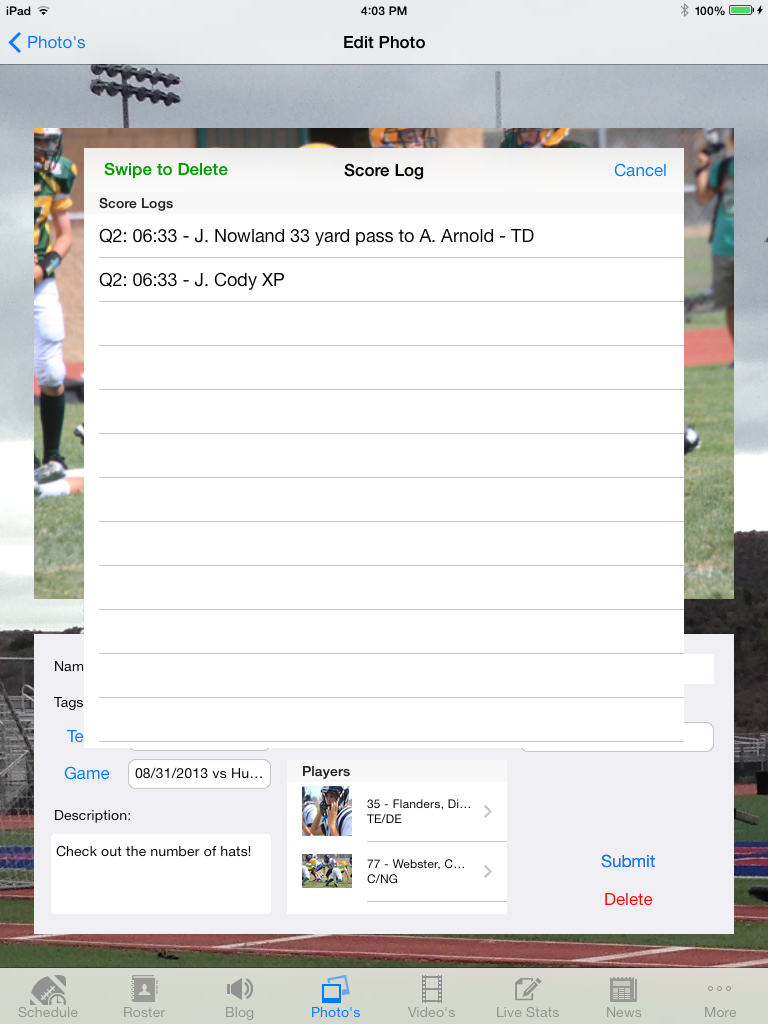 iPad 4:03 PM 100%
Photo's Edit Photo
Swipe to Delete Score Log Cancel
Score Logs
Q2: 06:33 - J. Nowland 33 yard pass to A. Arnold - TD
Q2: 06:33 - J. Cody XP
Nam
Tags
Te
Game 08/31/2013 vs Hu...
Players
35 - Flanders, Di...
TE/DE
77 - Webster, C...
C/NG
Description:
Check out the number of hats!
Submit
Delete
Schedule Roster Blog Photo's Video's Live Stats News More